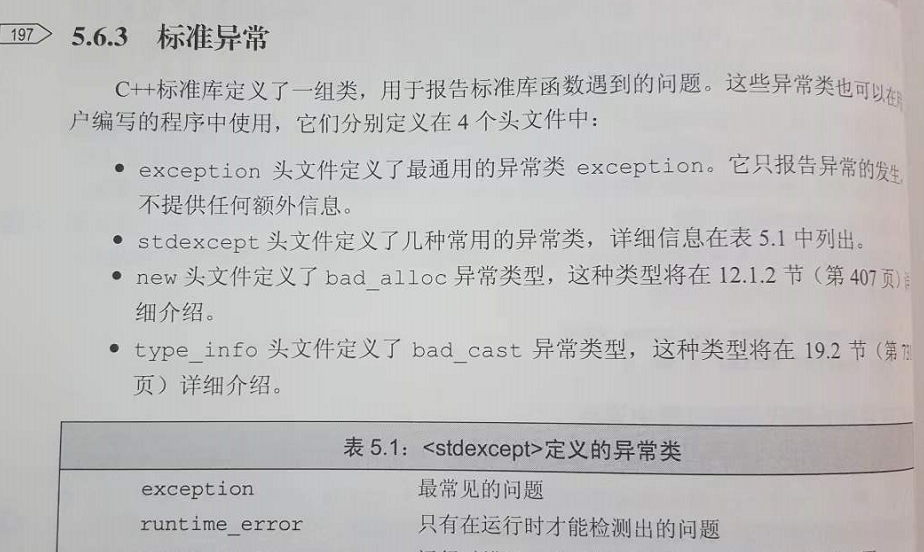 197
5.6.3 标准异常
C++标准库定义了一组类，用于报告标准库函数遇到的问题。这些异常类也可以在用
户编写的程序中使用，它们分别定义在 4 个头文件中：
• exception 头文件定义了最通用的异常类 exception。它只报告异常的发生，
不提供任何额外信息。
• stdexcept 头文件定义了几种常用的异常类，详细信息在表 5.1 中列出。
• new 头文件定义了 bad_alloc 异常类型，这种类型将在 12.1.2 节（第 407 页）详
细介绍。
• type_info 头文件定义了 bad_cast 异常类型，这种类型将在 19.2 节（第
页）详细介绍。
表 5.1：<stdexcept>定义的异常类
exception 最常见的问题
runtime_error 只有在运行时才能检测出的问题